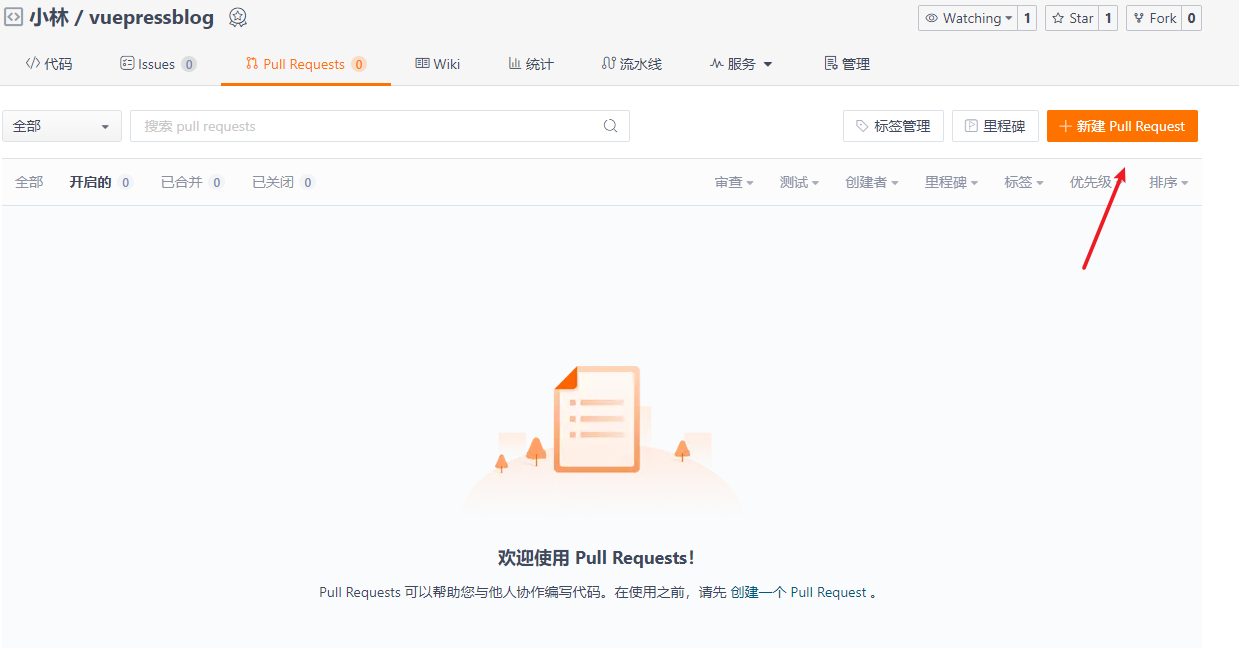 小林 / vuepressblog Watching 1 Star 1 Fork 0
代码 Issues 0 Pull Requests 0 Wiki 统计 流水线 服务 管理
全部 搜索 pull requests 标签管理 里程碑 + 新建 Pull Request
全部 开启的 0 已合并 0 已关闭 0 审查 测试 创建者 里程碑 标签 优先级 排序
欢迎使用 Pull Requests!
Pull Requests 可以帮助您与他人协作编写代码。在使用之前，请先 创建一个 Pull Request 。